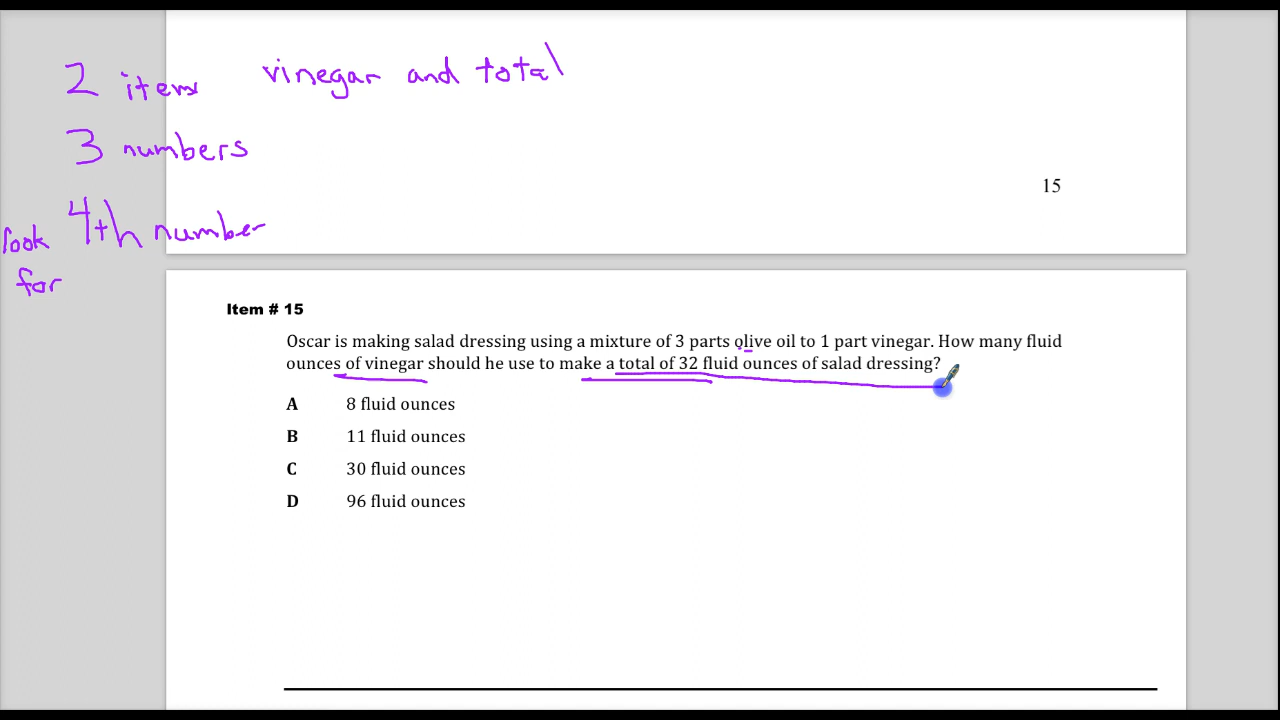 2 items vinegar and total
3 numbers
look 4th number
for
15
Item # 15
Oscar is making salad dressing using a mixture of 3 parts olive oil to 1 part vinegar. How many fluid
ounces of vinegar should he use to make a total of 32 fluid ounces of salad dressing?
A 8 fluid ounces
B 11 fluid ounces
C 30 fluid ounces
D 96 fluid ounces